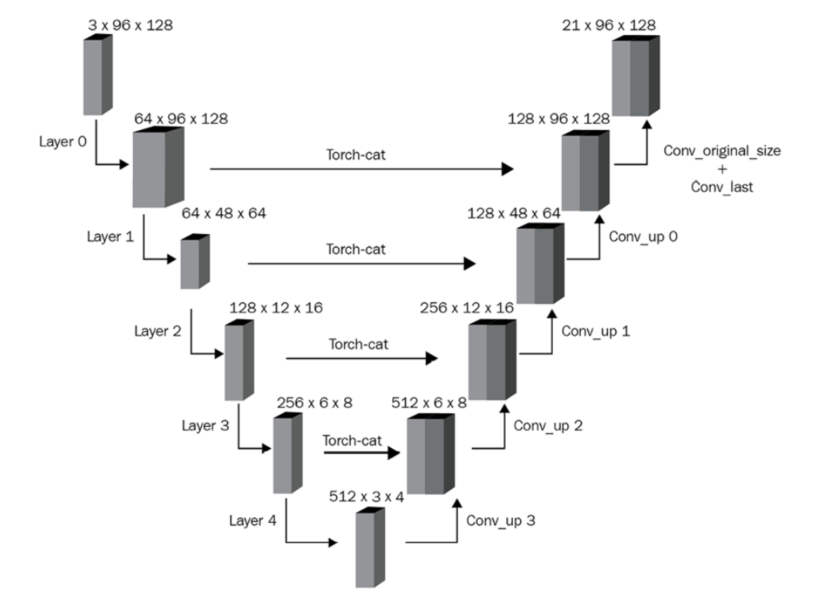 3 x 96 x 128
21 x 96 x 128
64 x 96 x 128
128 x 96 x 128
Layer 0
Torch-cat
Conv_original_size
+
Conv_last
64 x 48 x 64
128 x 48 x 64
Layer 1
Torch-cat
Conv_up 0
128 x 12 x 16
256 x 12 x 16
Layer 2
Torch-cat
Conv_up 1
256 x 6 x 8
512 x 6 x 8
Layer 3
Torch-cat
Conv_up 2
512 x 3 x 4
Layer 4
Conv_up 3